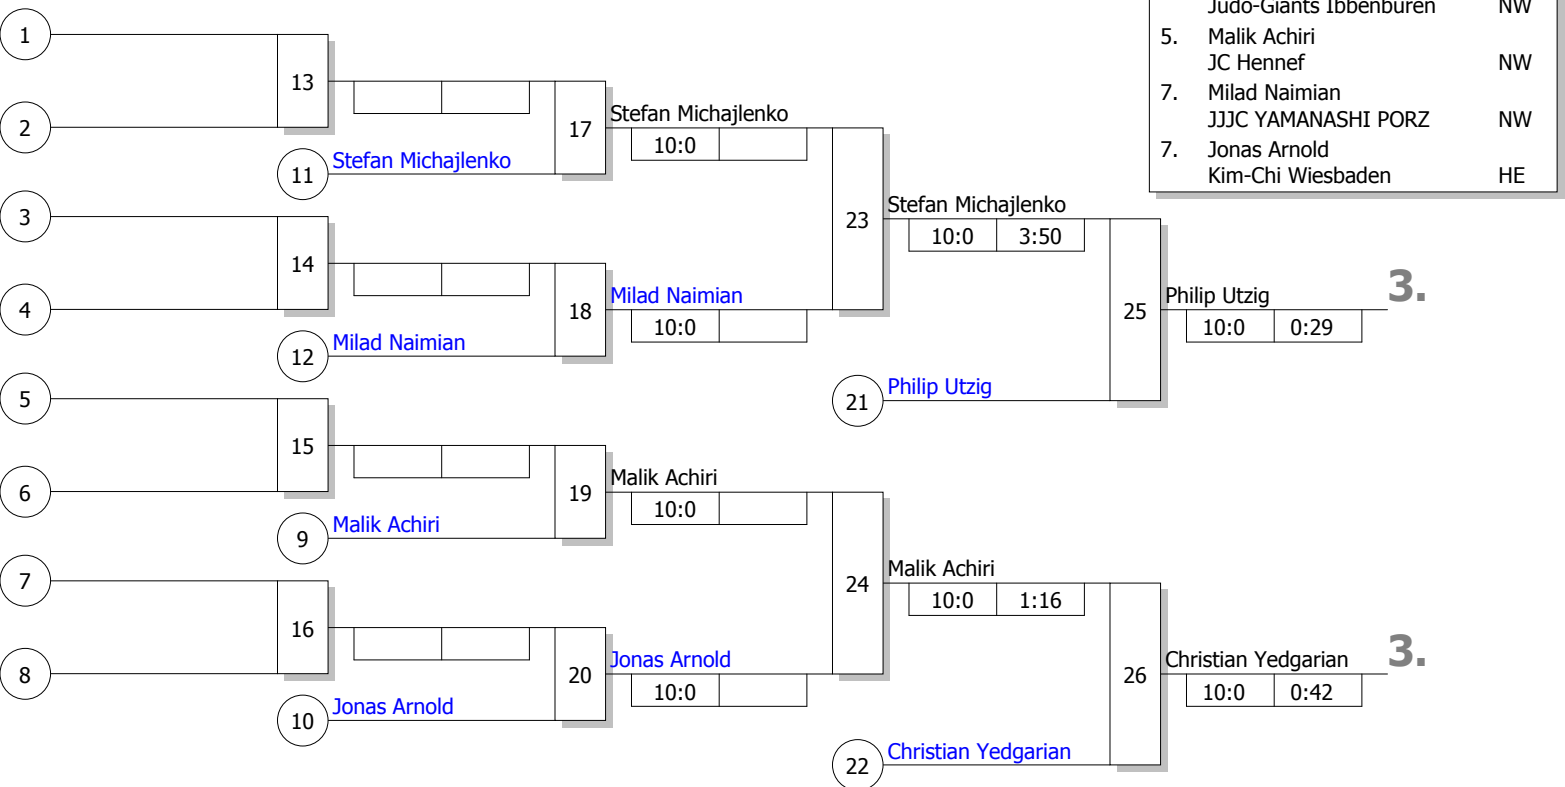 Judo-Giants Ibbenbüren NW
5. Malik Achiri
JC Hennef NW
7. Milad Naimian
JJJC YAMANASHI PORZ NW
7. Jonas Arnold
Kim-Chi Wiesbaden HE
1
13
2
17
Stefan Michajlenko
10:0
11
Stefan Michajlenko
3
14
4
18
Milad Naimian
10:0
12
Milad Naimian
23
Stefan Michajlenko
10:0 3:50
25
Philip Utzig
10:0 0:29
3.
21
Philip Utzig
5
15
6
19
Malik Achiri
10:0
9
Malik Achiri
7
16
8
20
Jonas Arnold
10:0
10
Jonas Arnold
24
Malik Achiri
10:0 1:16
26
Christian Yedgarian
10:0 0:42
3.
22
Christian Yedgarian